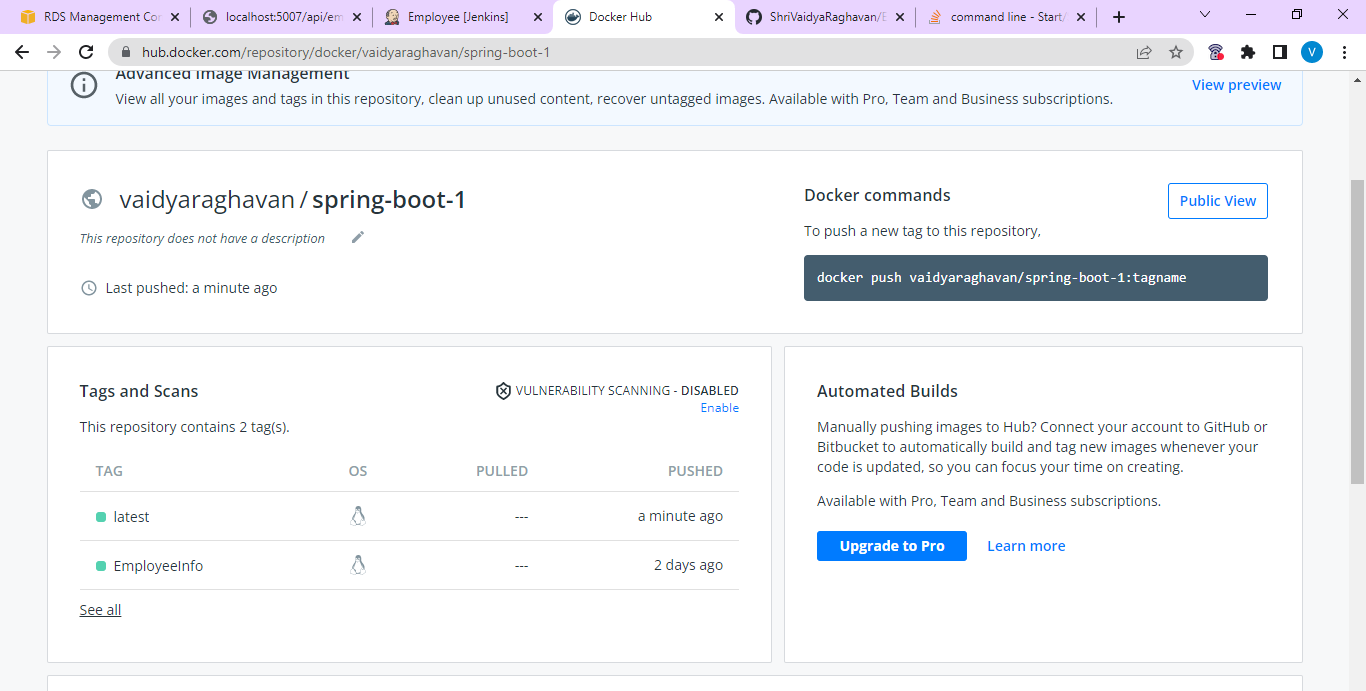 RDS Management Con
localhost:5007/api/em
Employee [Jenkins]
Docker Hub
ShriVaidyaRaghavan/E
command line - Start/
hub.docker.com/repository/docker/vaidyaraghavan/spring-boot-1
V
Advanced Image Management
View all your images and tags in this repository, clean up unused content, recover untagged images. Available with Pro, Team and Business subscriptions.
View preview
vaidyaraghavan / spring-boot-1
This repository does not have a description
Last pushed: a minute ago
Docker commands
Public View
To push a new tag to this repository,
docker push vaidyaraghavan/spring-boot-1:tagname
Tags and Scans
VULNERABILITY SCANNING - DISABLED
Enable
This repository contains 2 tag(s).
TAG OS PULLED PUSHED
latest --- a minute ago
EmployeeInfo --- 2 days ago
See all
Automated Builds
Manually pushing images to Hub? Connect your account to GitHub or
Bitbucket to automatically build and tag new images whenever your
code is updated, so you can focus your time on creating.
Available with Pro, Team and Business subscriptions.
Upgrade to Pro
Learn more